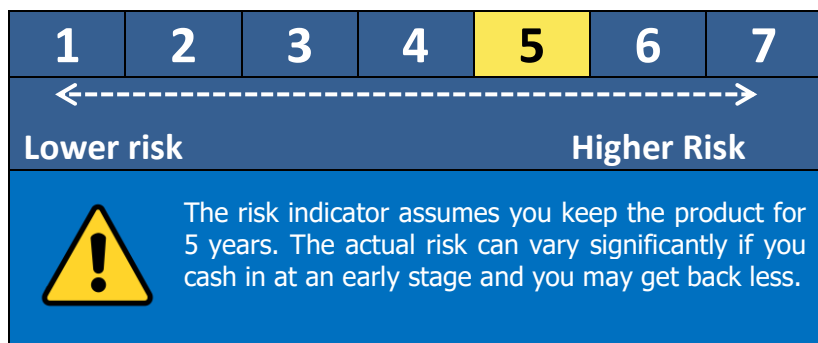 1 2 3 4 5 6 7
Lower risk Higher Risk
The risk indicator assumes you keep the product for
5 years. The actual risk can vary significantly if you
cash in at an early stage and you may get back less.